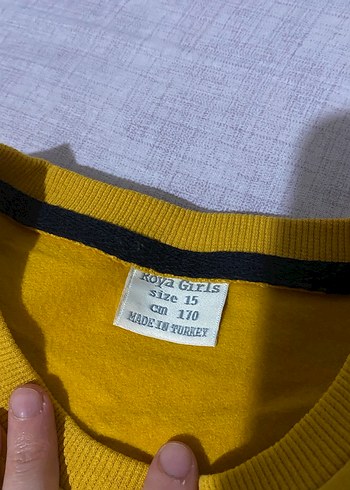 Roya Girls
size 15
cm 170
MADE IN TURKEY